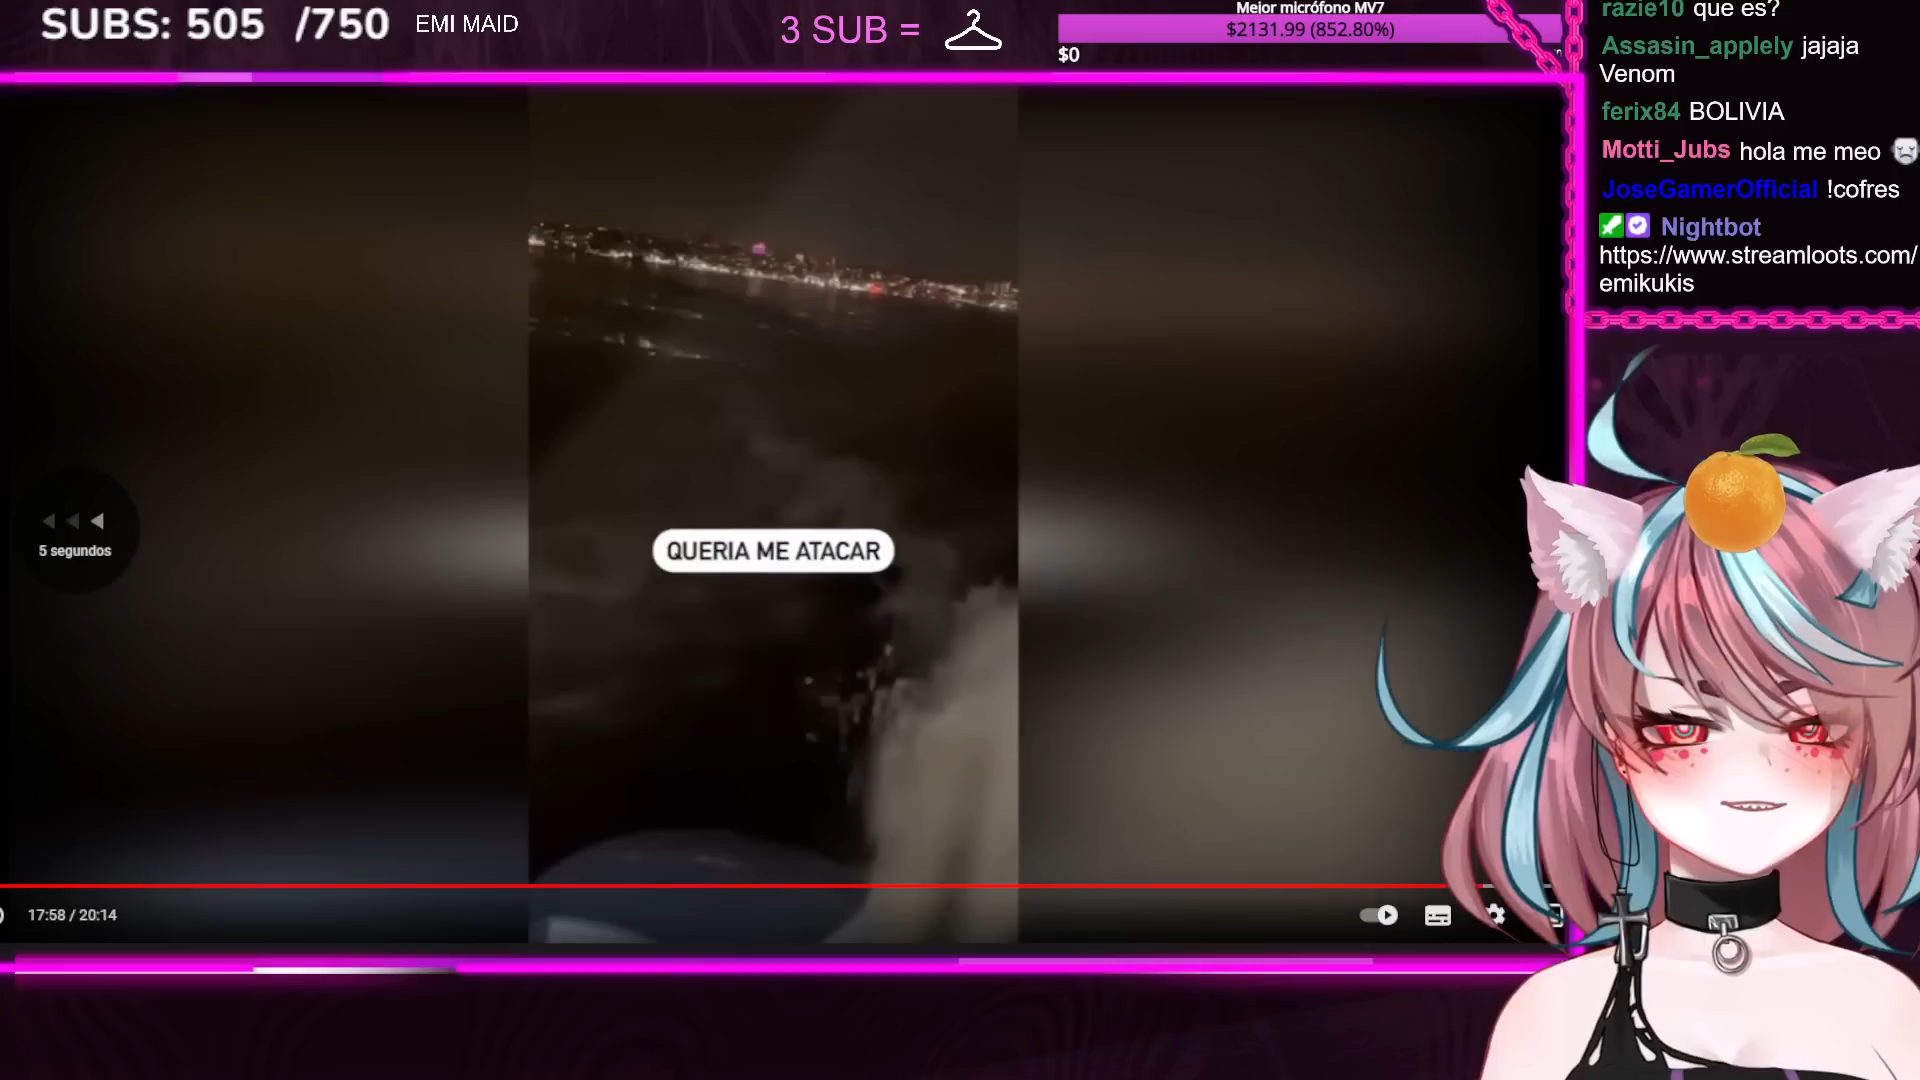 SUBS: 505 /750 EMI MAID
3 SUB =
Mejor micrófono MV7
$2131.99 (852.80%)
$0
razie10 que es?
Assasin_applely jajaja
Venom
ferix84 BOLIVIA
Motti_Jubs hola me meo
JoseGamerOfficial !cofres
Nightbot
https://www.streamloots.com/
emikukis
5 segundos
QUERIA ME ATACAR
17:58 / 20:14